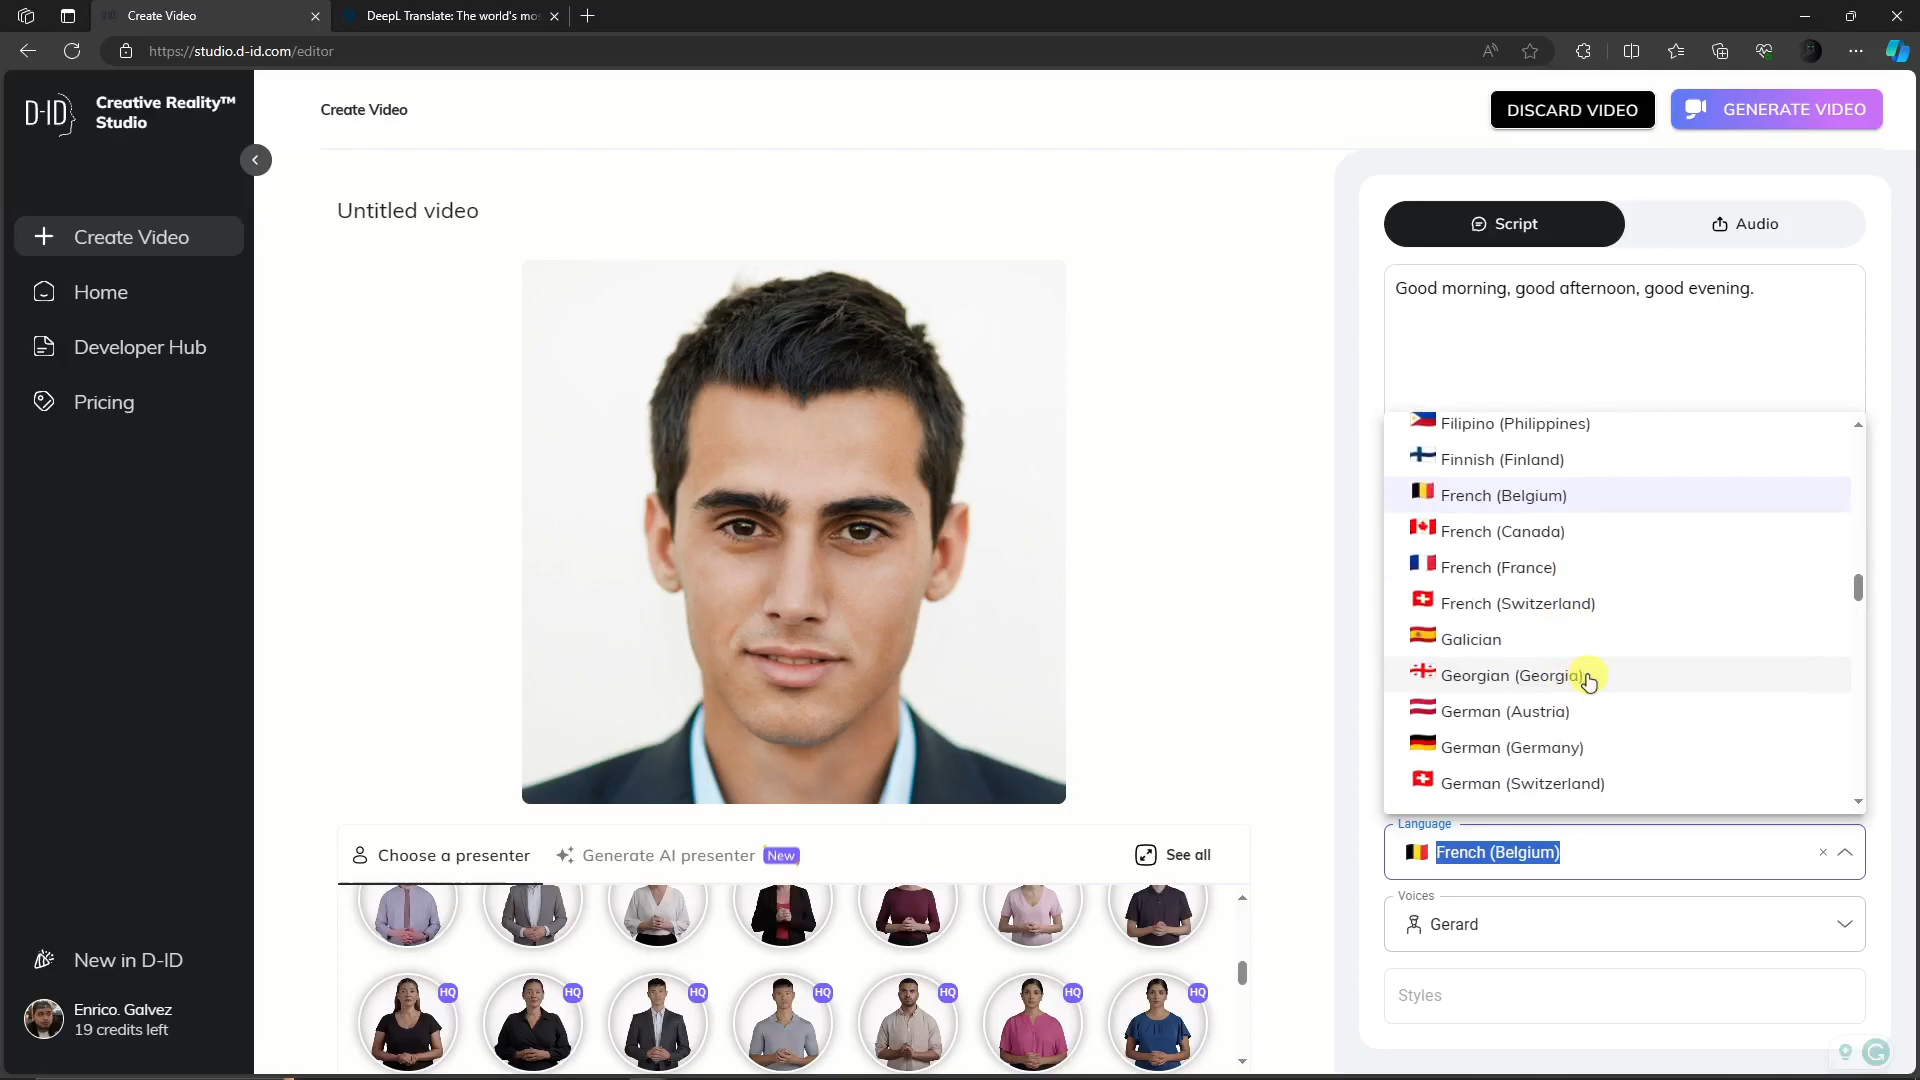 Create Video
DeepL Translate: The world's mos
https://studio.d-id.com/editor
D-ID
Creative Reality™
Studio
Create Video
DISCARD VIDEO
GENERATE VIDEO
Create Video
Home
Developer Hub
Pricing
Untitled video
Script
Audio
Good morning, good afternoon, good evening.
Filipino (Philippines)
Finnish (Finland)
French (Belgium)
French (Canada)
French (France)
French (Switzerland)
Galician
Georgian (Georgia)
German (Austria)
German (Germany)
German (Switzerland)
Language
French (Belgium)
Voices
Gerard
Styles
Choose a presenter
Generate AI presenter
New
See all
HQ
HQ
HQ
HQ
HQ
HQ
HQ
New in D-ID
Enrico. Galvez
19 credits left